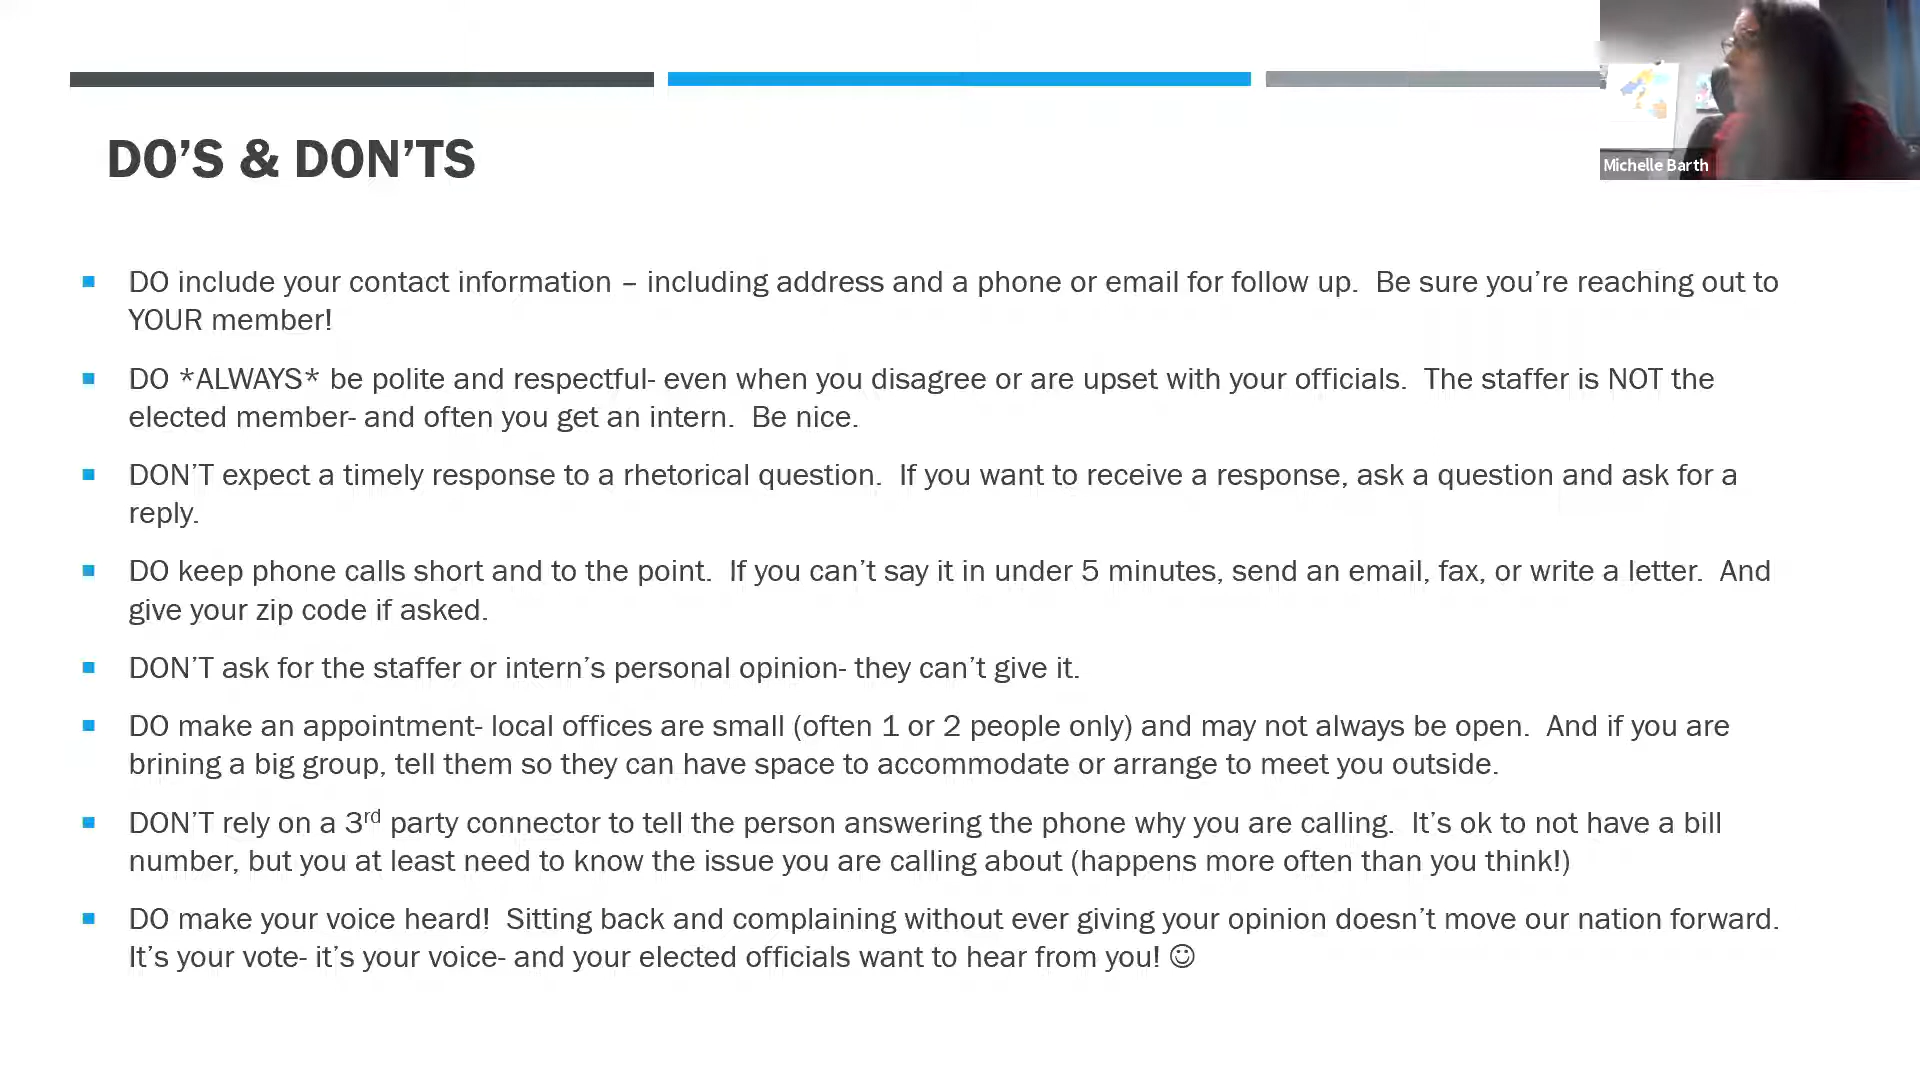 Michelle Barth
DO’S & DON’TS
DO include your contact information – including address and a phone or email for follow up.  Be sure you’re reaching out to
YOUR member!
DO *ALWAYS* be polite and respectful- even when you disagree or are upset with your officials.  The staffer is NOT the
elected member- and often you get an intern.  Be nice.
DON’T expect a timely response to a rhetorical question.  If you want to receive a response, ask a question and ask for a
reply.
DO keep phone calls short and to the point.  If you can’t say it in under 5 minutes, send an email, fax, or write a letter.  And
give your zip code if asked.
DON’T ask for the staffer or intern’s personal opinion- they can’t give it.
DO make an appointment- local offices are small (often 1 or 2 people only) and may not always be open.  And if you are
brining a big group, tell them so they can have space to accommodate or arrange to meet you outside.
DON’T rely on a 3rd party connector to tell the person answering the phone why you are calling.  It’s ok to not have a bill
number, but you at least need to know the issue you are calling about (happens more often than you think!)
DO make your voice heard!  Sitting back and complaining without ever giving your opinion doesn’t move our nation forward.
It’s your vote- it’s your voice- and your elected officials want to hear from you! ☺